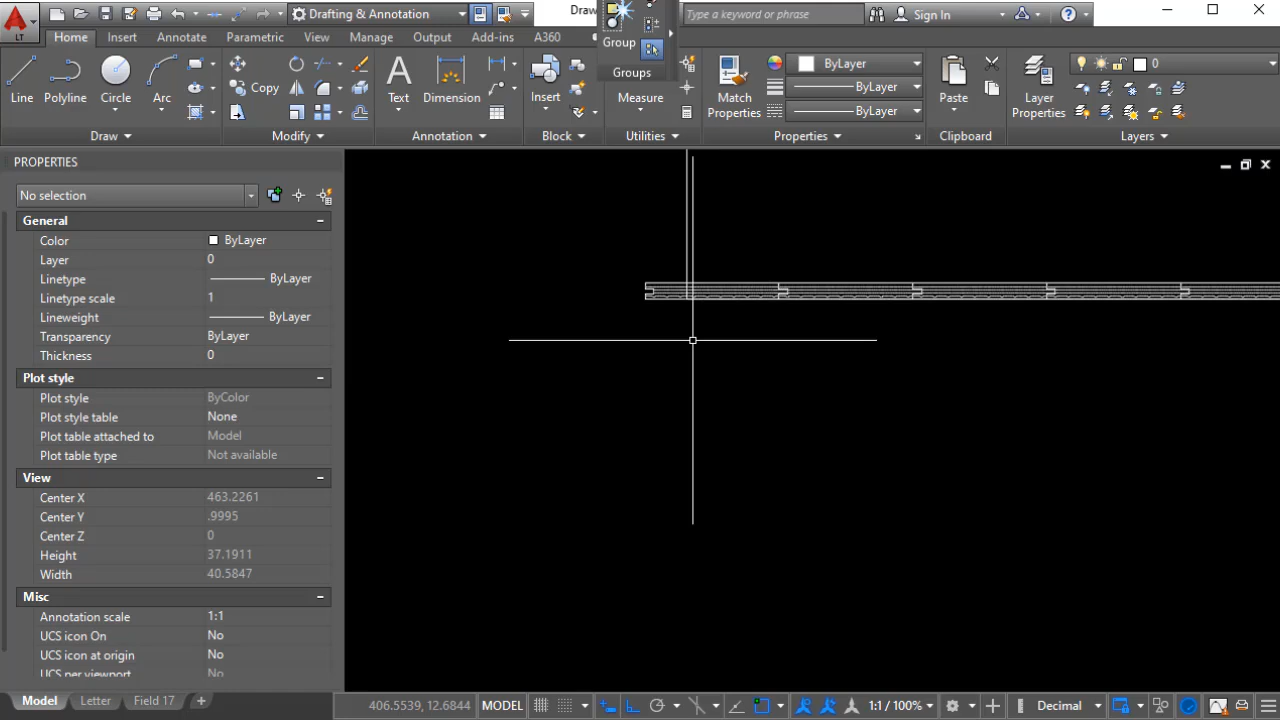 Drafting & Annotation
Draw
Type a keyword or phrase
Sign In
LT
Home
Insert
Annotate
Parametric
View
Manage
Output
Add-ins
A360
Group
Groups
Line
Polyline
Circle
Arc
Copy
Text
Dimension
Insert
Measure
Match
Properties
ByLayer
ByLayer
ByLayer
Paste
Layer
Properties
0
Draw
Modify
Annotation
Block
Utilities
Properties
Clipboard
Layers
PROPERTIES
No selection
General
Color ByLayer
Layer 0
Linetype ByLayer
Linetype scale 1
Lineweight ByLayer
Transparency ByLayer
Thickness 0
Plot style
Plot style ByColor
Plot style table None
Plot table attached to Model
Plot table type Not available
View
Center X 463.2261
Center Y .9995
Center Z 0
Height 37.1911
Width 40.5847
Misc
Annotation scale 1:1
UCS icon On No
UCS icon at origin No
UCS per viewport No
Model
Letter
Field 17
406.5539, 12.6844
MODEL
1:1 / 100%
Decimal